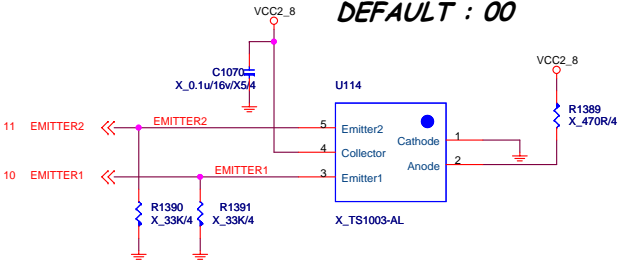 VCC2_8
DEFAULT : 00
VCC2_8
C1070
X_0.1u/16v/X5/4
U114
R1389
X_470R/4
11 EMITTER2
EMITTER2
5 Emitter2
Cathode 1
4 Collector
Anode 2
10 EMITTER1
EMITTER1
3 Emitter1
R1390
X_33K/4
R1391
X_33K/4
X_TS1003-AL